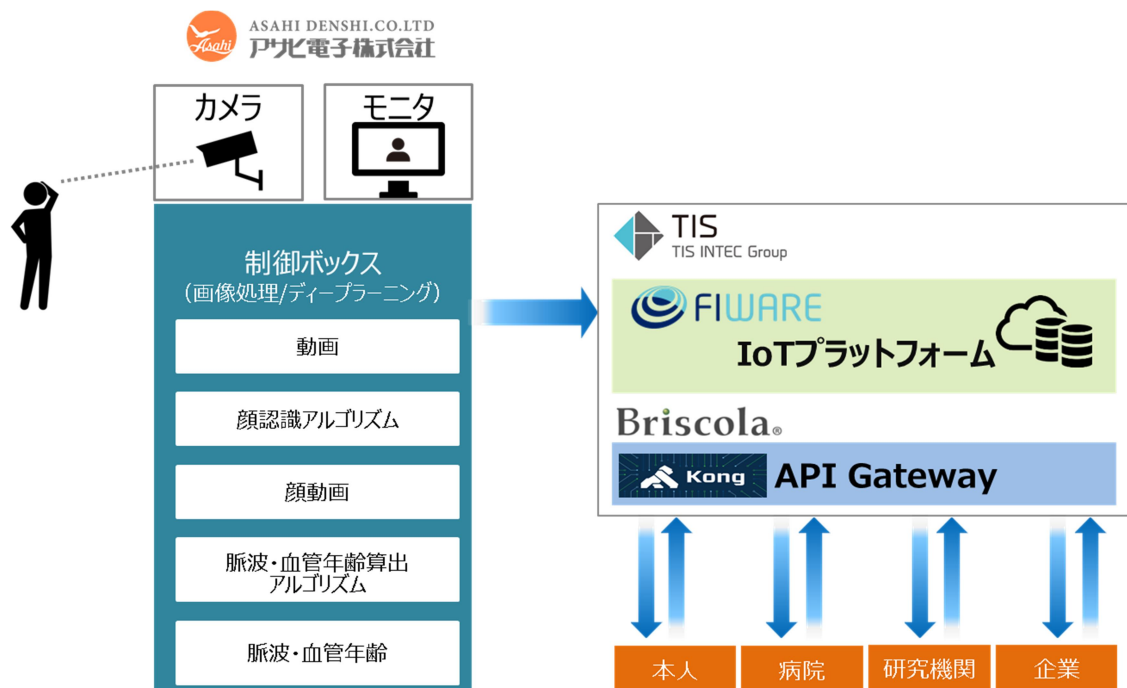 Asahi
ASAHI DENSHI.CO.LTD
アサヒ電子株式会社
カメラ
モニタ
制御ボックス
(画像処理/ディープラーニング)
動画
顔認識アルゴリズム
顔動画
脈波・血管年齢算出
アルゴリズム
脈波・血管年齢
TIS
TIS INTEC Group
FIWARE
IoTプラットフォーム
Briscola®
Kong
API Gateway
本人
病院
研究機関
企業